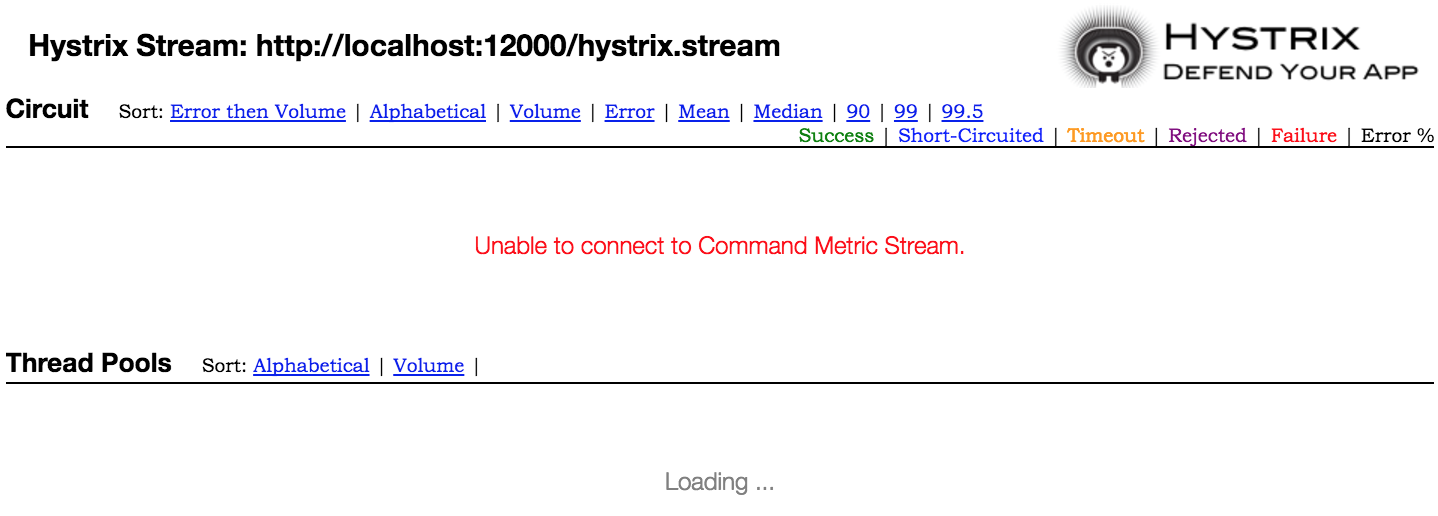 Hystrix Stream: http://localhost:12000/hystrix.stream
HYSTRIX
DEFEND YOUR APP
Circuit Sort: Error then Volume | Alphabetical | Volume | Error | Mean | Median | 90 | 99 | 99.5
Success | Short-Circuited | Timeout | Rejected | Failure | Error %
Unable to connect to Command Metric Stream.
Thread Pools Sort: Alphabetical | Volume |
Loading ...